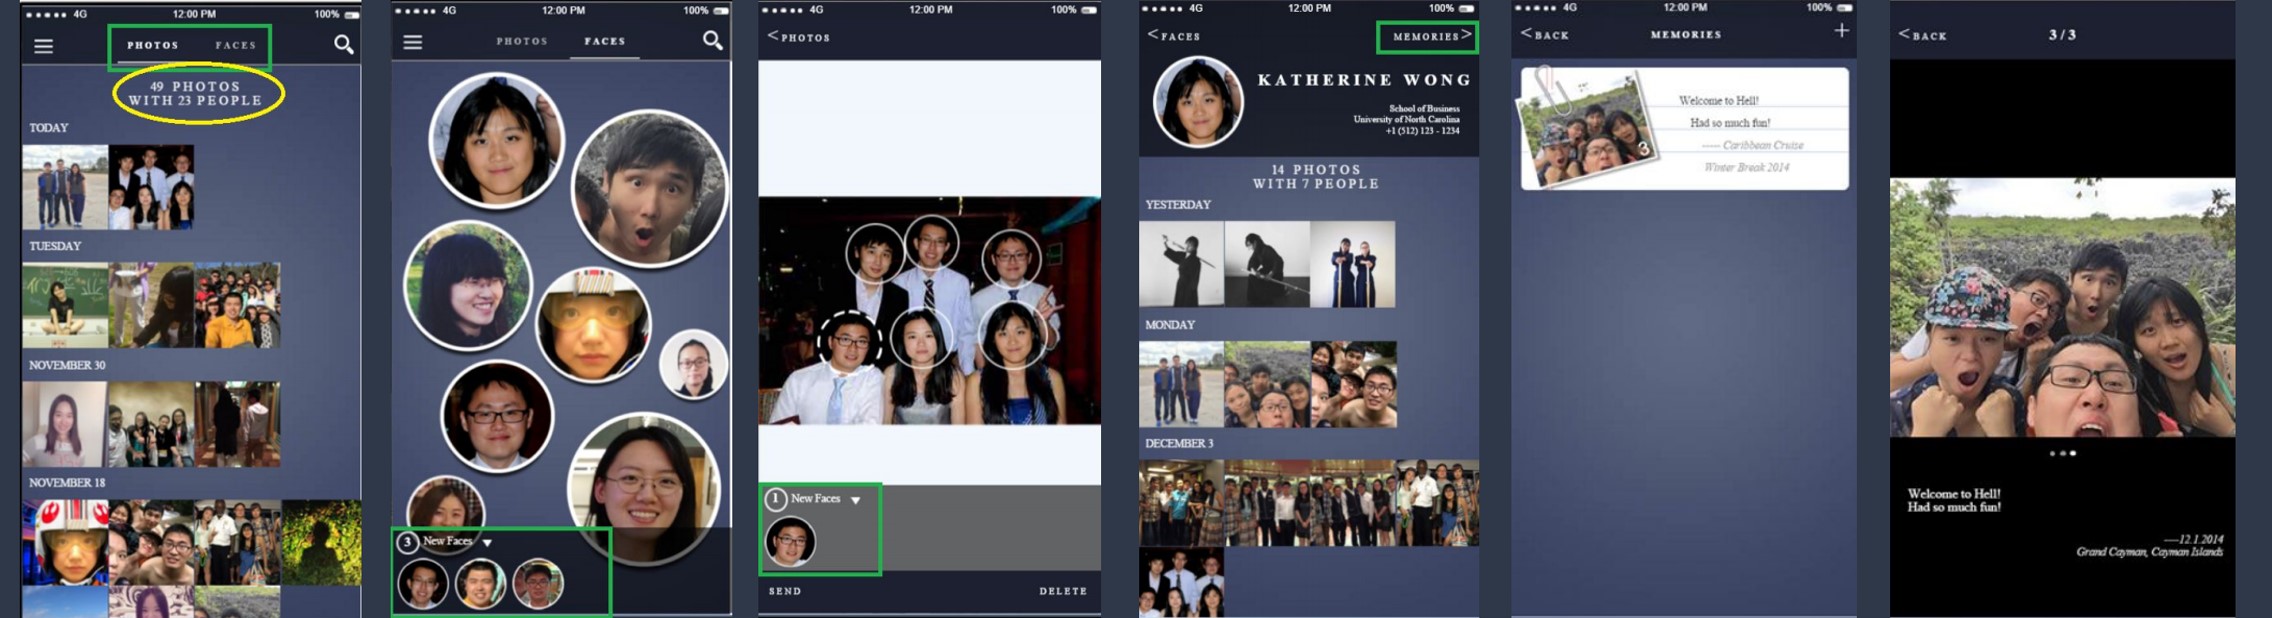 4G 12:00 PM 100%
PHOTOS FACES
49 PHOTOS
WITH 23 PEOPLE
TODAY
TUESDAY
NOVEMBER 30
NOVEMBER 18
4G 12:00 PM 100%
PHOTOS FACES
3 New Faces
4G 12:00 PM 100%
<PHOTOS
1 New Faces
SEND DELETE
4G 12:00 PM 100%
<FACES MEMORIES>
KATHERINE WONG
School of Business
University of North Carolina
+1 (512) 123 - 1234
14 PHOTOS
WITH 7 PEOPLE
YESTERDAY
MONDAY
DECEMBER 3
4G 12:00 PM 100%
<BACK MEMORIES +
Welcome to Hell!
Had so much fun!
----- Caribbean Cruise
Winter Break 2014
3
<BACK 3/3
Welcome to Hell!
Had so much fun!
----12.1.2014
Grand Cayman, Cayman Islands